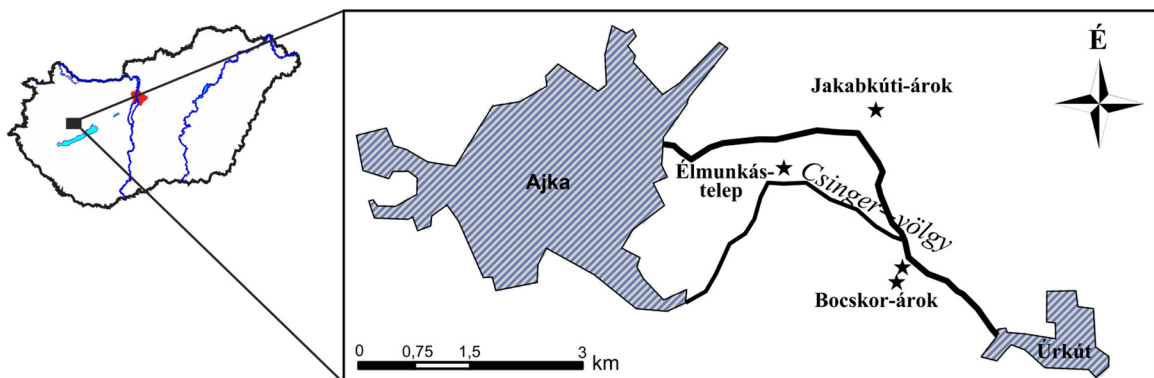 É
Jakabkúti-árok
Élmunkás-
telep
Ajka
Csinger-völgy
Bocskor-árok
Úrkút
0 0,75 1,5 3
km